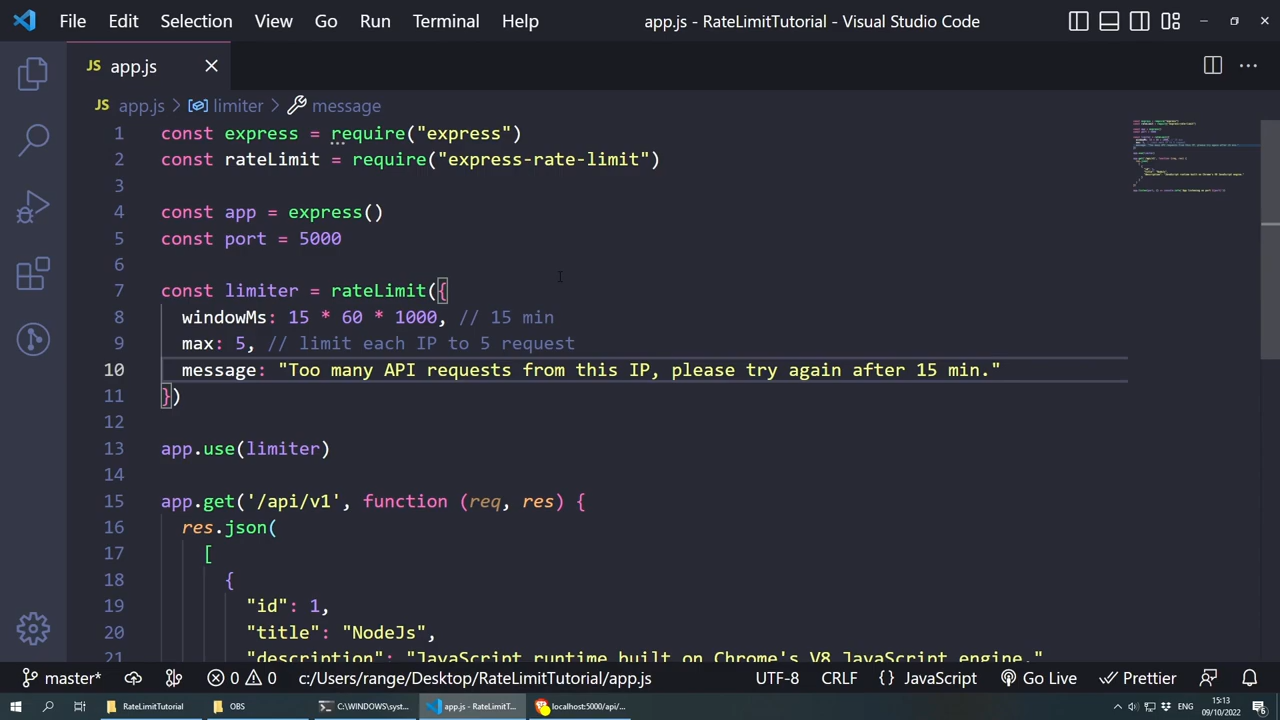 File Edit Selection View Go Run Terminal Help app.js - RateLimitTutorial - Visual Studio Code
JS app.js
JS app.js > limiter > message
1 const express = require("express")
2 const rateLimit = require("express-rate-limit")
3
4 const app = express()
5 const port = 5000
6
7 const limiter = rateLimit({
8 windowMs: 15 * 60 * 1000, // 15 min
9 max: 5, // limit each IP to 5 request
10 message: "Too many API requests from this IP, please try again after 15 min."
11 })
12
13 app.use(limiter)
14
15 app.get('/api/v1', function (req, res) {
16 res.json(
17 [
18 {
19 "id": 1,
20 "title": "NodeJs",
21 "description": "JavaScript runtime built on Chrome's V8 JavaScript engine."
master* 0 0 c:/Users/range/Desktop/RateLimitTutorial/app.js UTF-8 CRLF {} JavaScript Go Live Prettier
RateLimitTutorial OBS C:\WINDOWS\syst... app.js - RateLimitT... localhost:5000/api/... ENG 15:13
10/09/2022 6